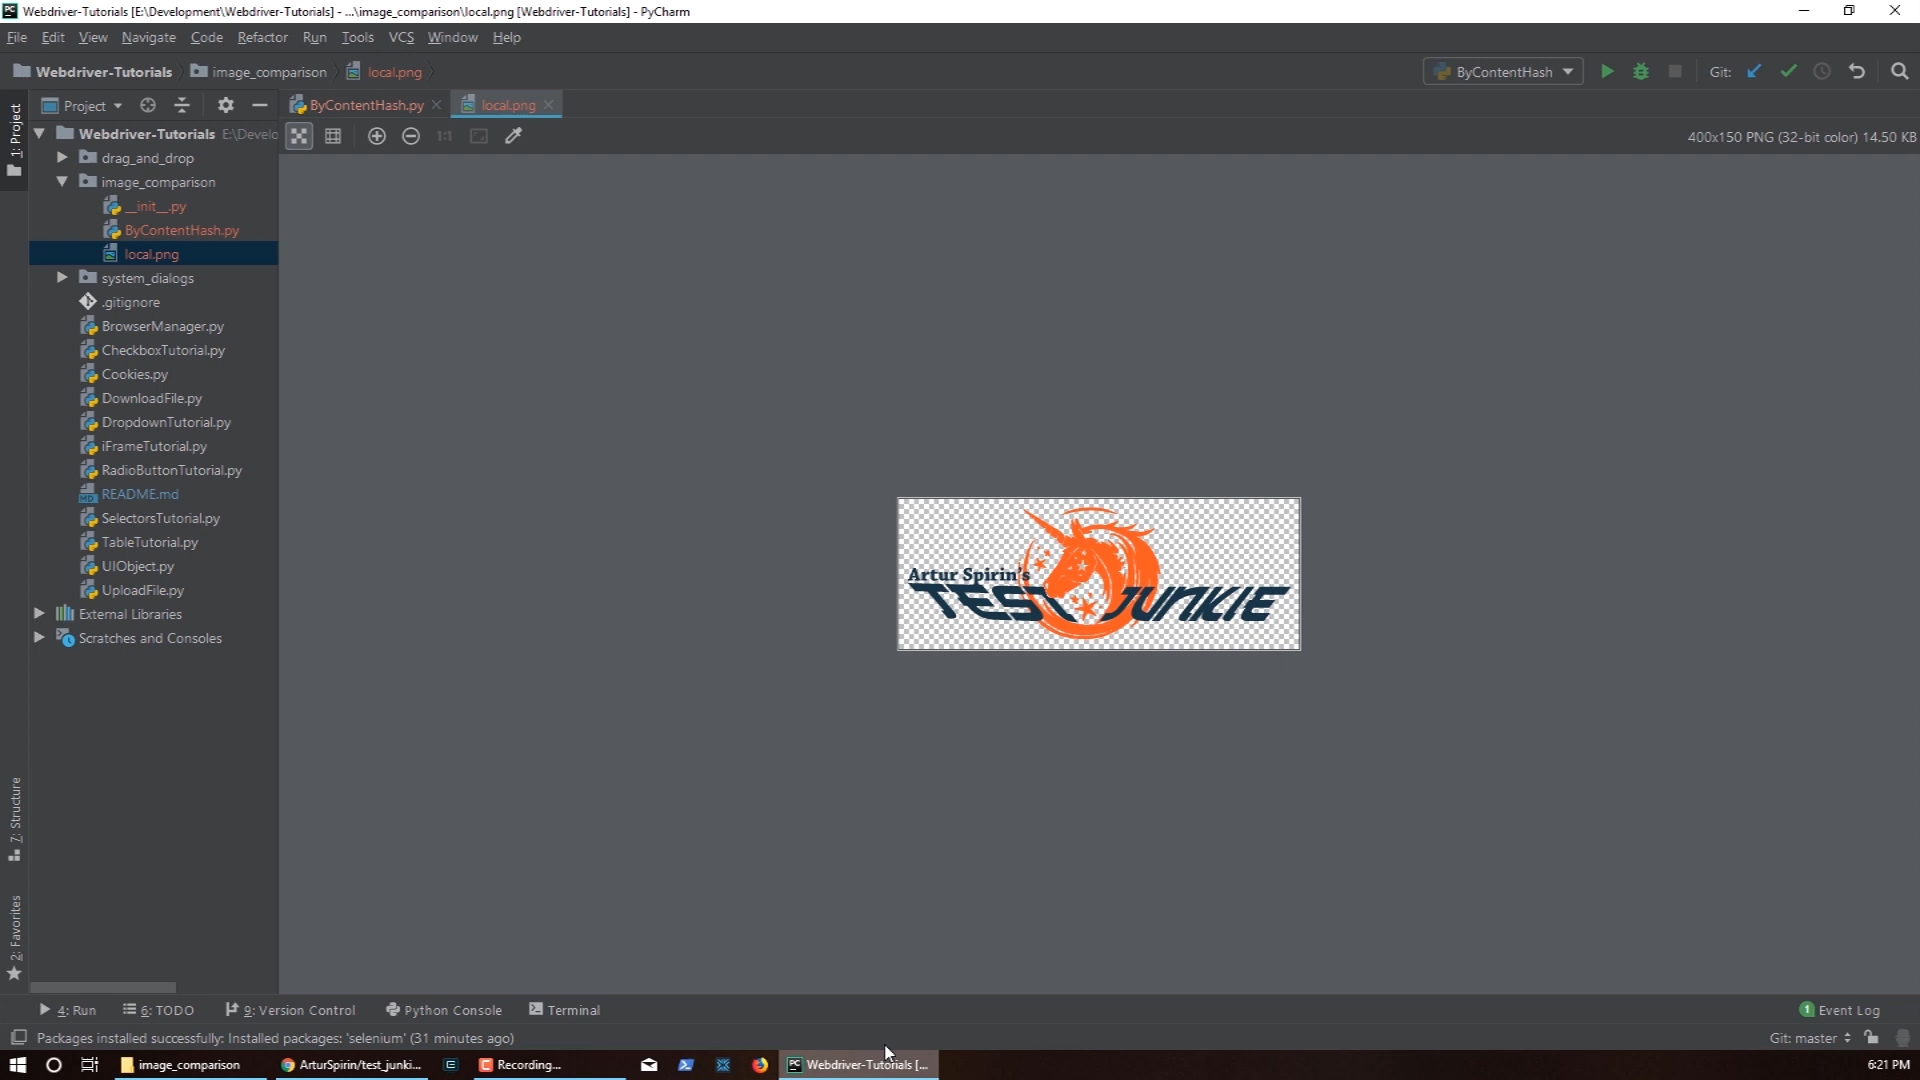 Webdriver-Tutorials [E:\Development\Webdriver-Tutorials] - ...\image_comparison\local.png [Webdriver-Tutorials] - PyCharm
File Edit View Navigate Code Refactor Run Tools VCS Window Help
Webdriver-Tutorials image_comparison local.png ByContentHash Git:
1: Project Project ByContentHash.py local.png
1:1 400x150 PNG (32-bit color) 14.50 KB
Webdriver-Tutorials E:\Develo
drag_and_drop
image_comparison
__init__.py
ByContentHash.py
local.png
system_dialogs
.gitignore
BrowserManager.py
CheckboxTutorial.py
Cookies.py
DownloadFile.py
DropdownTutorial.py
iFrameTutorial.py
RadioButtonTutorial.py
README.md
SelectorsTutorial.py
TableTutorial.py
UIObject.py
UploadFile.py
External Libraries
Scratches and Consoles
Artur Spirin's
TEST JUNKIE
7: Structure
2: Favorites
4: Run 6: TODO 9: Version Control Python Console Terminal 1 Event Log
Packages installed successfully: Installed packages: 'selenium' (31 minutes ago) Git: master
image_comparison ArturSpirin/test_junki... Recording... Webdriver-Tutorials [... 6:21 PM